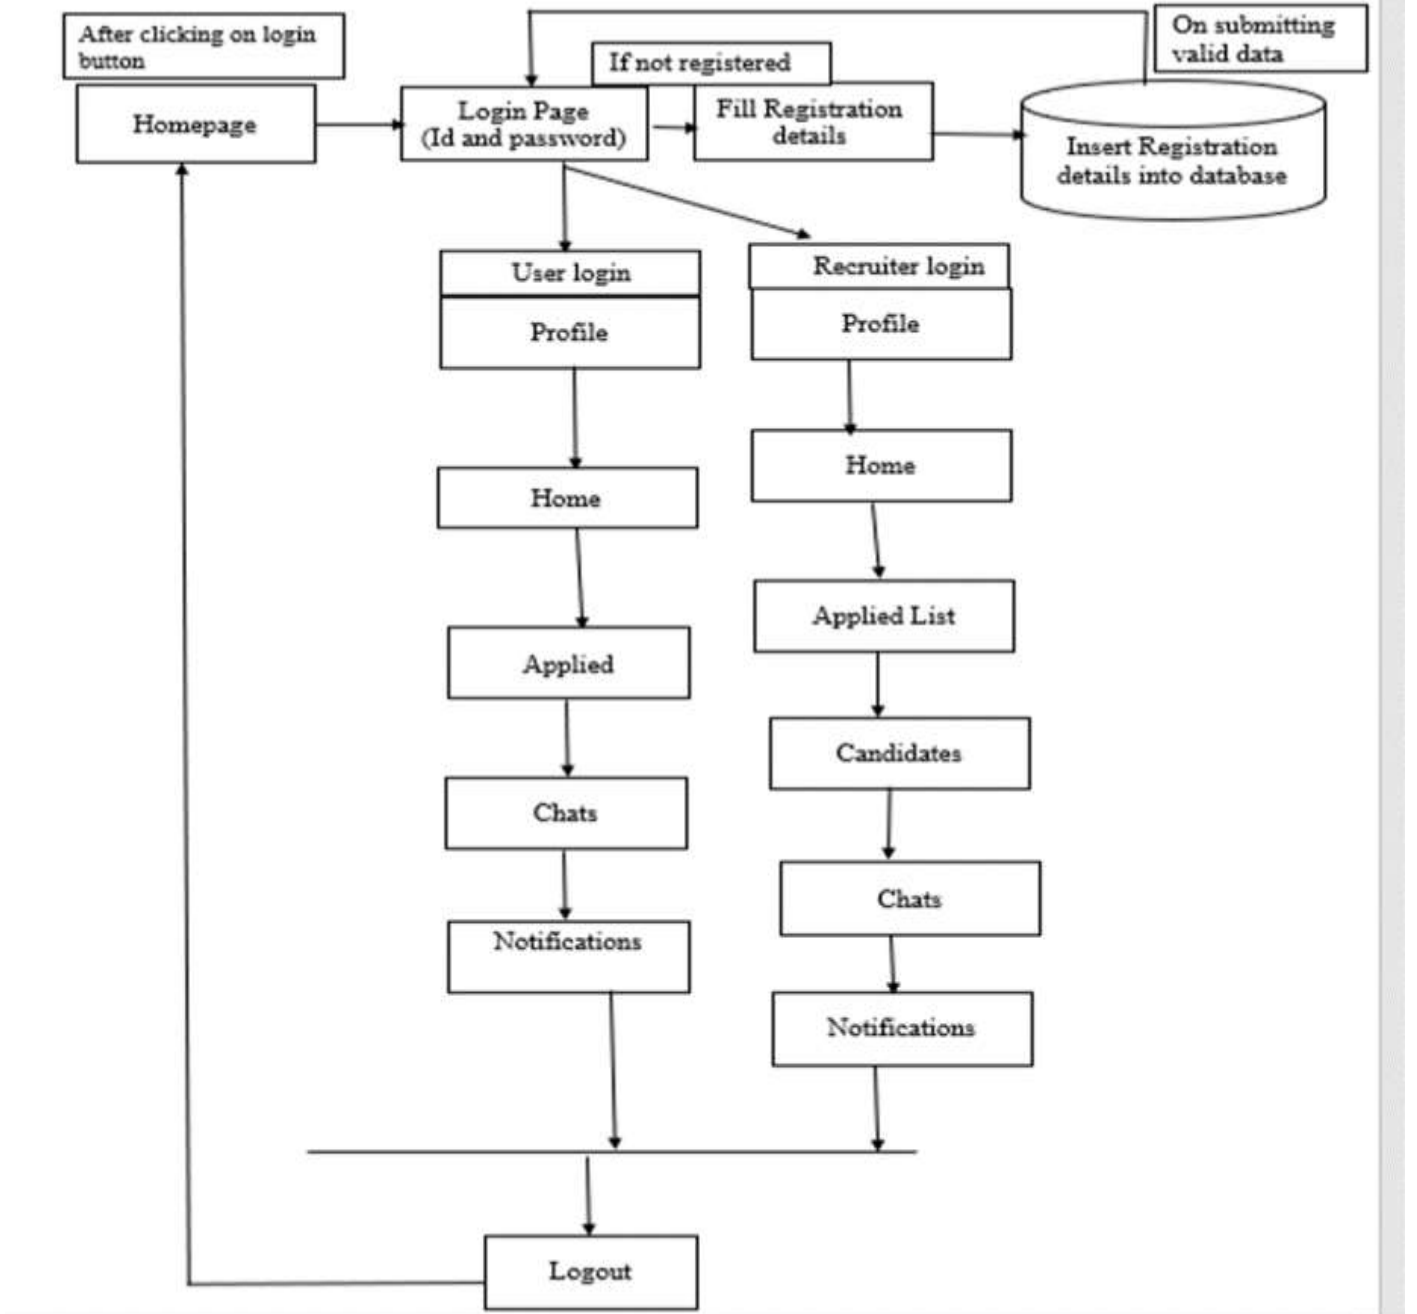 After clicking on login
button
On submitting
valid data
If not registered
Homepage
Login Page
(Id and password)
Fill Registration
details
Insert Registration
details into database
User login
Profile
Recruiter login
Profile
Home
Home
Applied
Applied List
Candidates
Chats
Chats
Notifications
Notifications
Logout